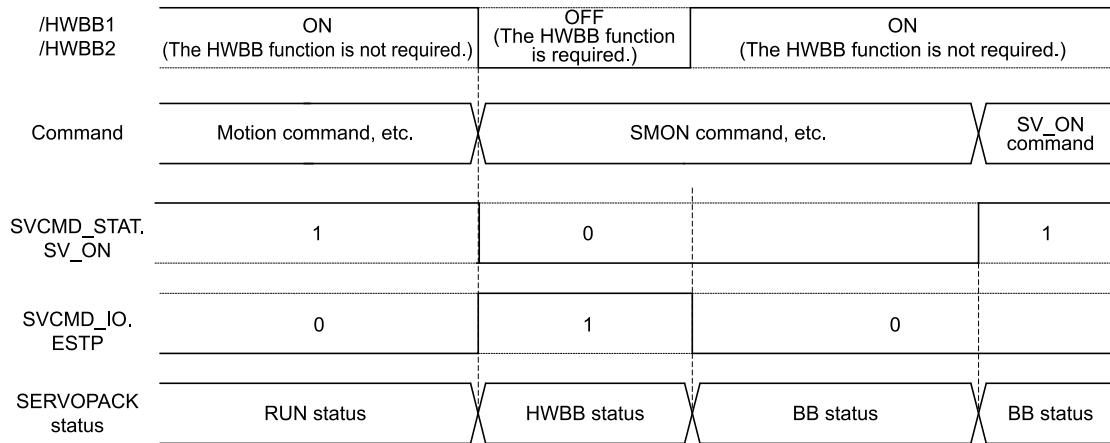 /HWBB1
/HWBB2
ON
(The HWBB function is not required.)
OFF
(The HWBB function
is required.)
ON
(The HWBB function is not required.)
Command
Motion command, etc.
SMON command, etc.
SV_ON
command
SVCMD_STAT.
SV_ON
1
0
1
SVCMD_IO.
ESTP
0
1
0
SERVOPACK
status
RUN status
HWBB status
BB status
BB status